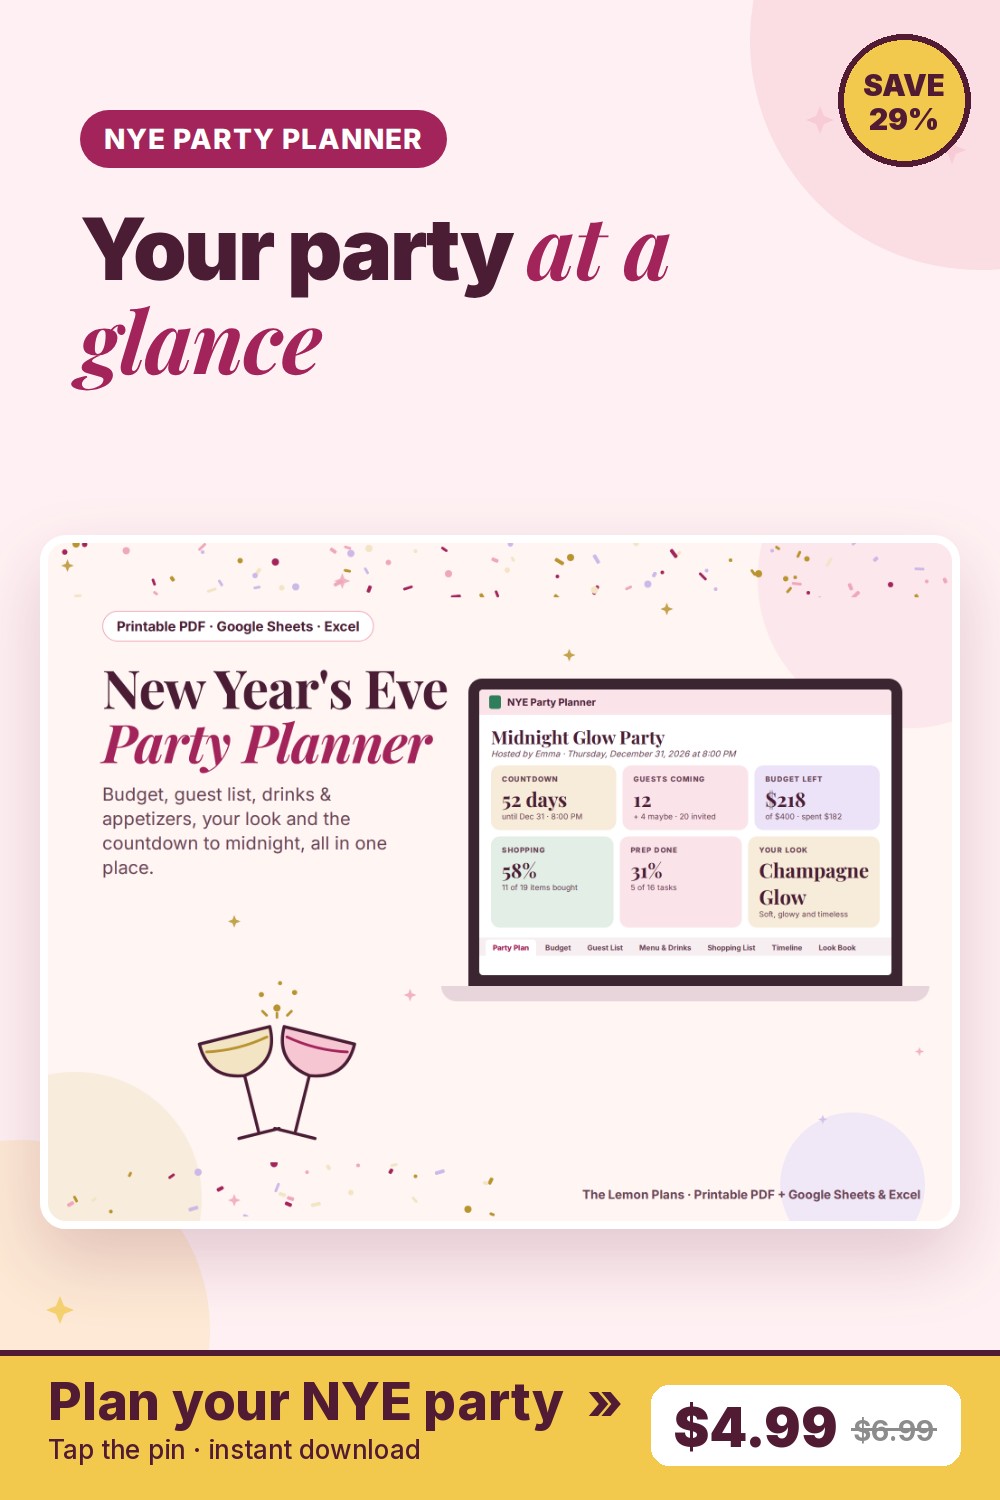 SAVE
29%
NYE PARTY PLANNER
Your party at a
glance
Printable PDF · Google Sheets · Excel
New Year's Eve
Party Planner
Budget, guest list, drinks &
appetizers, your look and the
countdown to midnight, all in one
place.
NYE Party Planner
Midnight Glow Party
Hosted by Emma · Thursday, December 31, 2026 at 8:00 PM
COUNTDOWN
52 days
until Dec 31 · 8:00 PM
GUESTS COMING
12
+ 4 maybe · 20 invited
BUDGET LEFT
$218
of $400 · spent $182
SHOPPING
58%
11 of 19 items bought
PREP DONE
31%
5 of 16 tasks
YOUR LOOK
Champagne
Glow
Soft, glowy and timeless
Party Plan Budget Guest List Menu & Drinks Shopping List Timeline Look Book
The Lemon Plans · Printable PDF + Google Sheets & Excel
Plan your NYE party »
Tap the pin · instant download
$4.99 $6.99